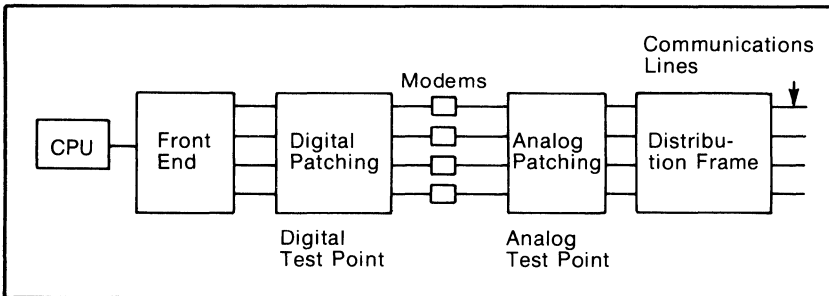 Communications
Lines
Modems
CPU
Front
End
Digital
Patching
Analog
Patching
Distribu-
tion Frame
Digital
Test Point
Analog
Test Point